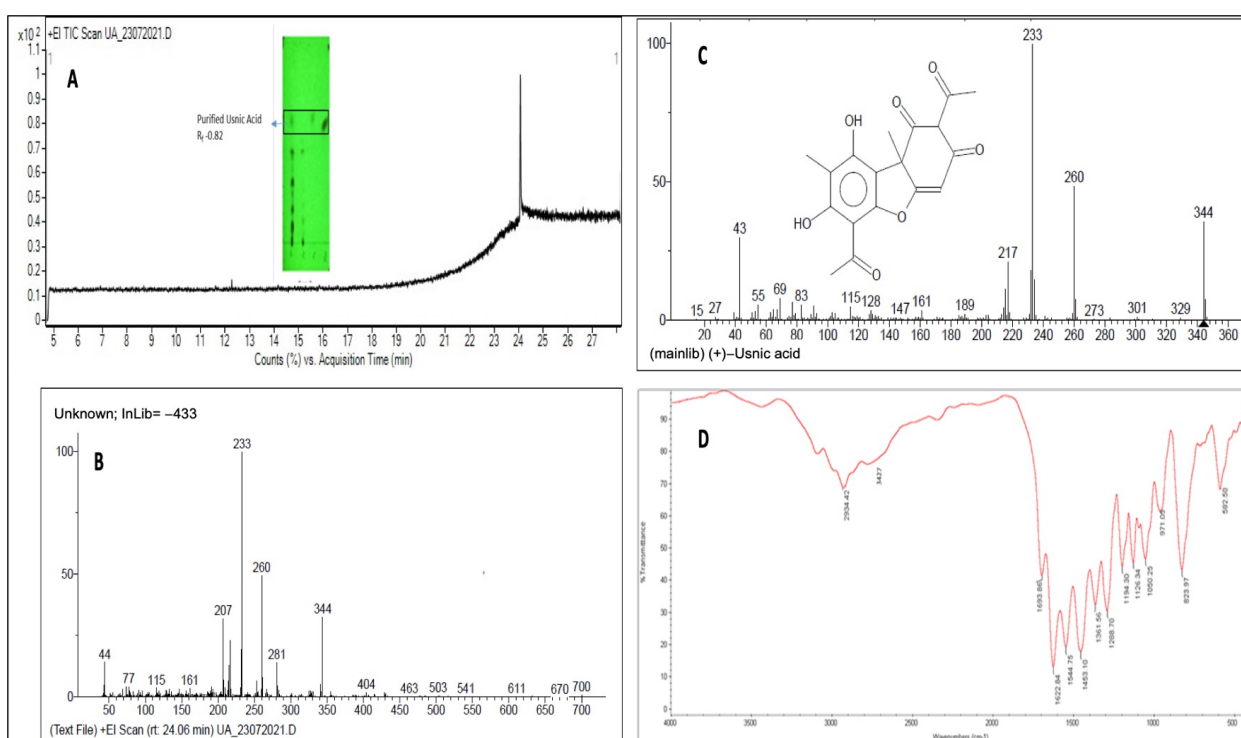 +EI TIC Scan UA_23072021.D
x10 2
1.1
1
0.9
0.8
0.7
0.6
0.5
0.4
0.3
0.2
0.1
0
1
1
A
Purified Usnic Acid
Rf -0.82
5 6 7 8 9 10 11 12 13 14 15 16 17 18 19 20 21 22 23 24 25 26 27
Counts (%) vs. Acquisition Time (min)
C
100
50
0
233
260
344
43
217
15 27 55 69 83 115 128 147 161 189 273 301 329
O
O
OH
O
HO
O
O
20 40 60 80 100 120 140 160 180 200 220 240 260 280 300 320 340 360
(mainlib) (+)-Usnic acid
Unknown; InLib= -433
B
100
50
0
233
260
207
344
44
281
77 115 161 404 463 503 541 611 670 700
50 100 150 200 250 300 350 400 450 500 550 600 650 700
(Text File) +EI Scan (rt: 24.06 min) UA_23072021.D
D
% Transmittance
90
80
70
60
50
40
30
20
10
0
2934.42
3427
1693.86
1622.84
1544.75
1453.10
1361.56
1288.70
1194.30
1126.34
1050.25
971.05
823.97
582.50
4000 3500 3000 2500 2000 1500 1000 500
Wavenumbers (cm-1)